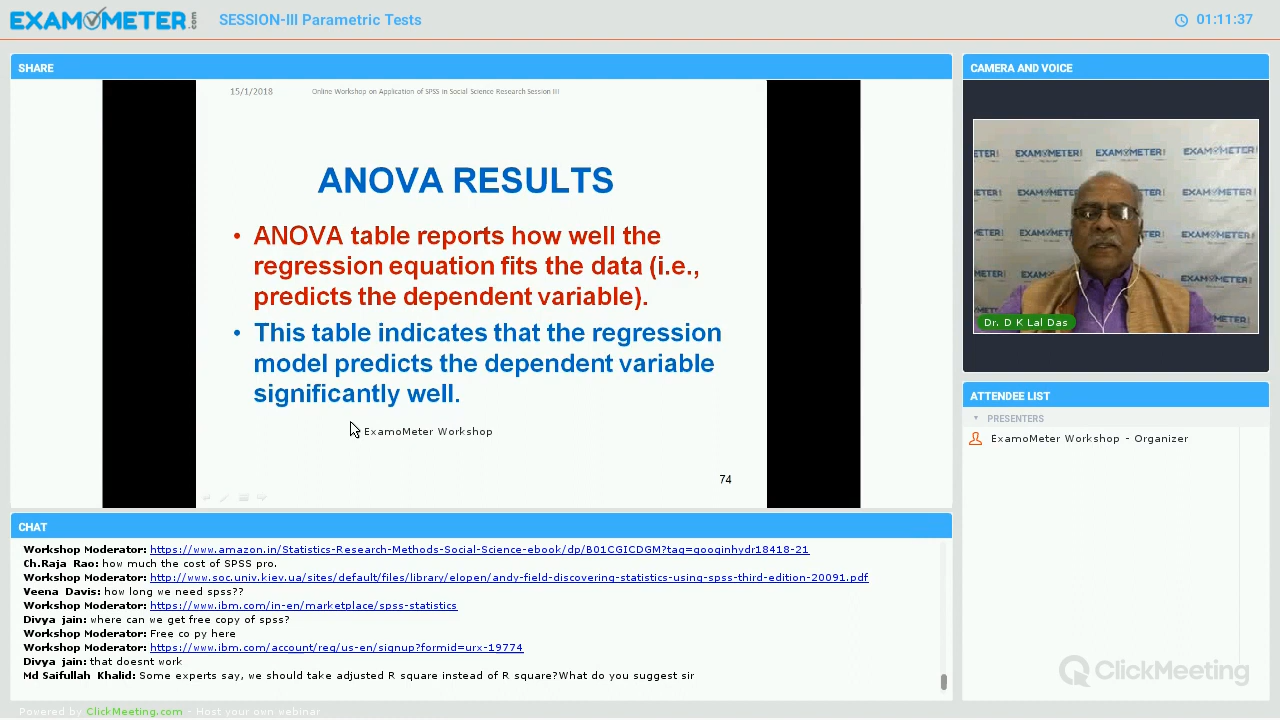 EXAMOMETER.com
SESSION-III Parametric Tests
01:11:37
SHARE
15/1/2018
Online Workshop on Application of SPSS in Social Science Research Session III
ANOVA RESULTS
• ANOVA table reports how well the
regression equation fits the data (i.e.,
predicts the dependent variable).
• This table indicates that the regression
model predicts the dependent variable
significantly well.
ExamoMeter Workshop
74
CAMERA AND VOICE
Dr. D K Lal Das
ATTENDEE LIST
PRESENTERS
ExamoMeter Workshop - Organizer
CHAT
Workshop Moderator: https://www.amazon.in/Statistics-Research-Methods-Social-Science-ebook/dp/B01CGICDGM?tag=googinhydr18418-21
Ch.Raja Rao: how much the cost of SPSS pro.
Workshop Moderator: http://www.soc.univ.kiev.ua/sites/default/files/library/elopen/andy-field-discovering-statistics-using-spss-third-edition-20091.pdf
Veena Davis: how long we need spss??
Workshop Moderator: https://www.ibm.com/in-en/marketplace/spss-statistics
Divya jain: where can we get free copy of spss?
Workshop Moderator: Free co py here
Workshop Moderator: https://www.ibm.com/account/reg/us-en/signup?formid=urx-19774
Divya jain: that doesnt work
Md Saifullah Khalid: Some experts say, we should take adjusted R square instead of R square?What do you suggest sir
ClickMeeting
Powered by ClickMeeting.com - Host your own webinar